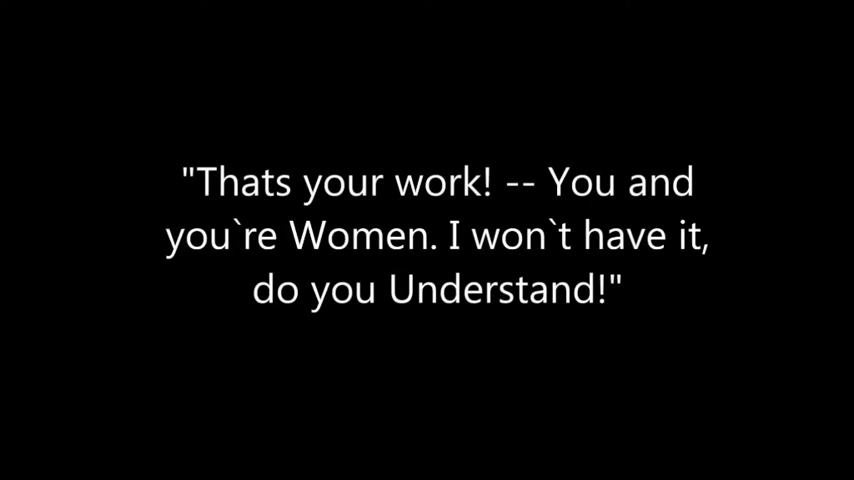 "Thats your work! -- You and
you`re Women. I won`t have it,
do you Understand!"